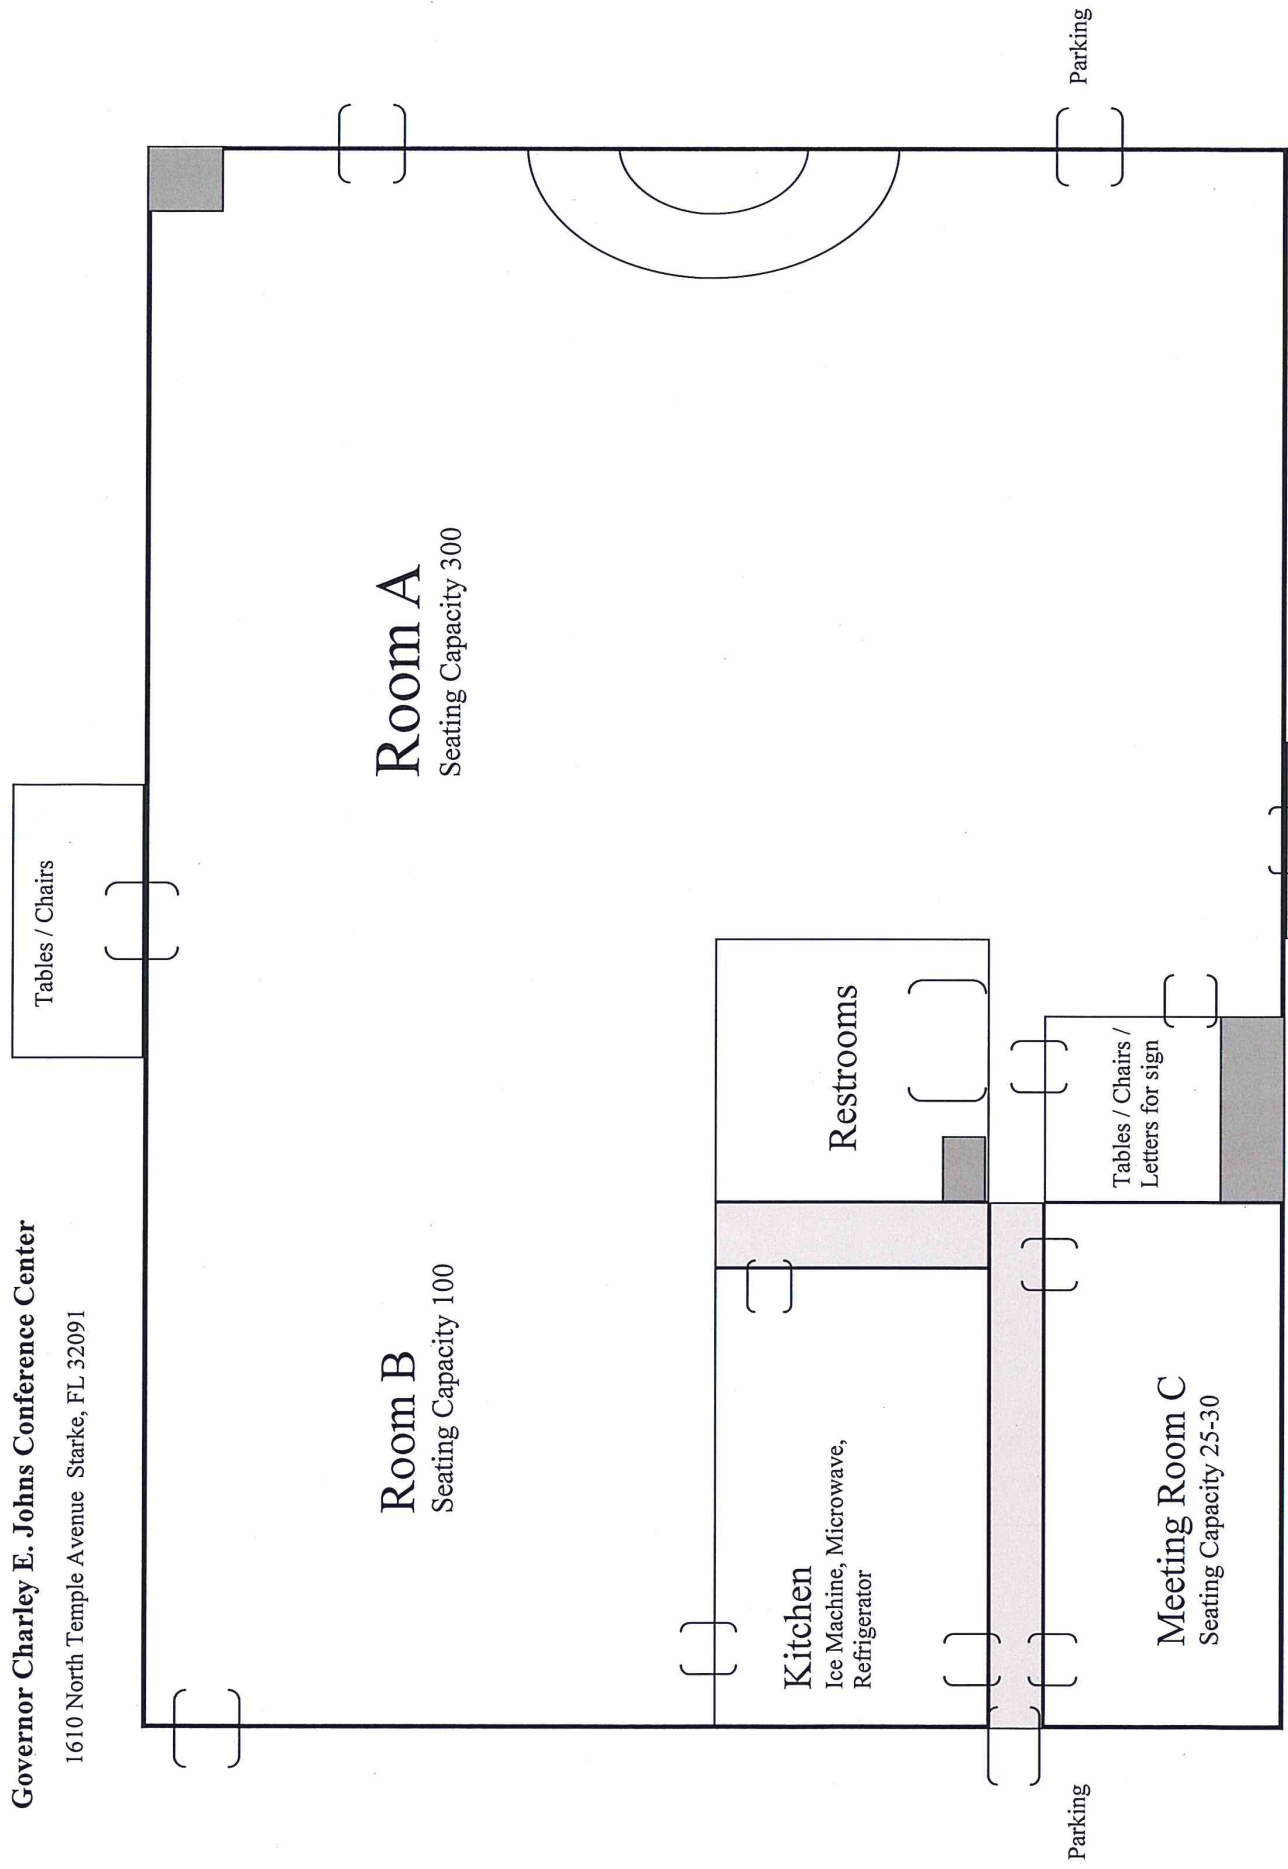 Governor Charley E. Johns Conference Center
1610 North Temple Avenue Starke, FL 32091
Tables / Chairs
Room B
Seating Capacity 100
Room A
Seating Capacity 300
Kitchen
Ice Machine, Microwave,
Refrigerator
Restrooms
Parking
Meeting Room C
Seating Capacity 25-30
Tables / Chairs /
Letters for sign
Parking